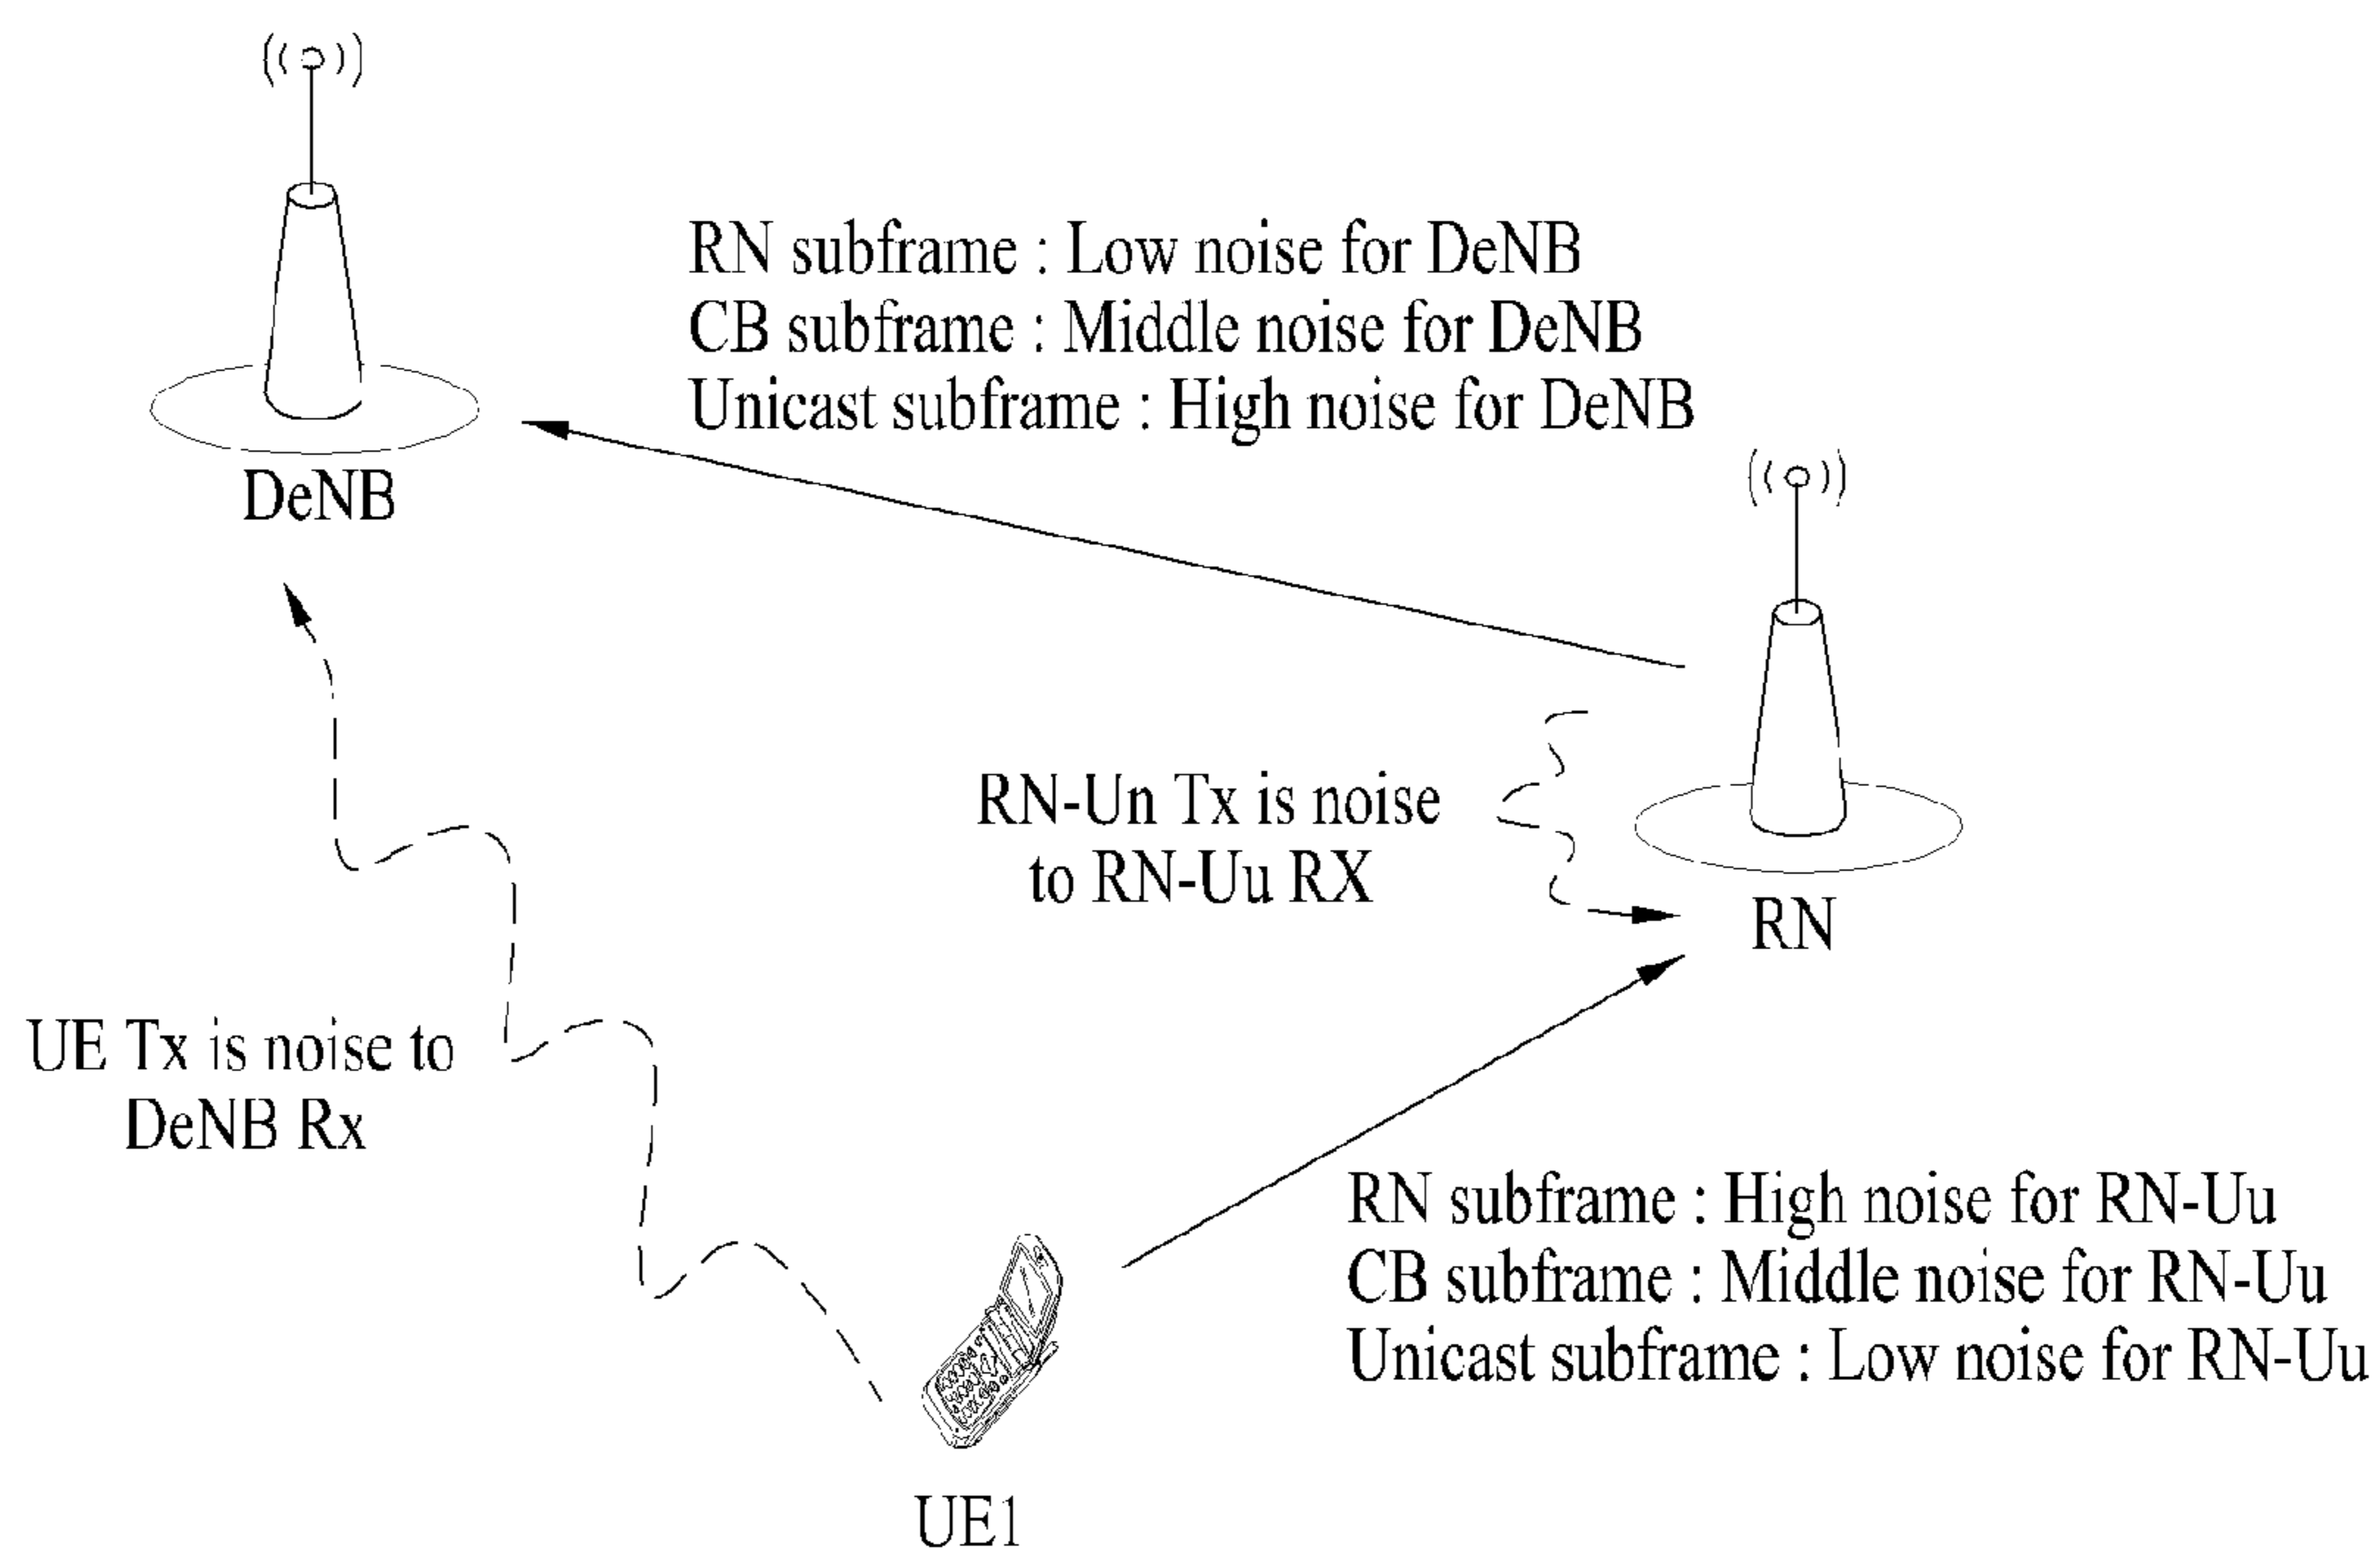 RN subframe : Low noise for DeNB
CB subframe : Middle noise for DeNB
Unicast subframe : High noise for DeNB
DeNB
RN-Un Tx is noise
to RN-Uu RX
RN
UE Tx is noise to
DeNB Rx
RN subframe : High noise for RN-Uu
CB subframe : Middle noise for RN-Uu
Unicast subframe : Low noise for RN-Uu
UE1